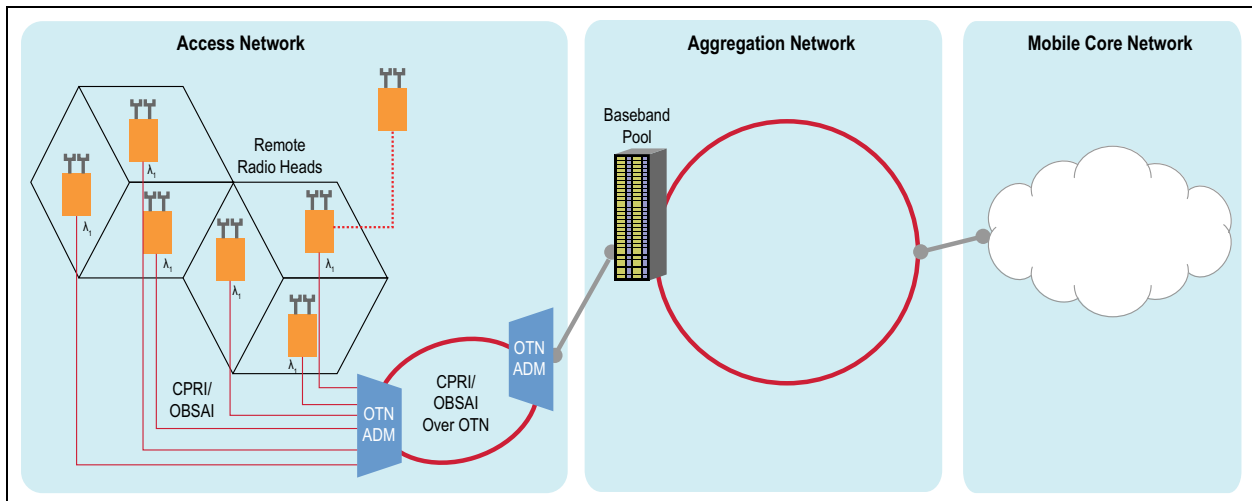 Access Network
Aggregation Network
Mobile Core Network
Baseband
Pool
Remote
Radio Heads
λ1
λ1
λ1
λ1
λ1
λ1
CPRI/
OBSAI
OTN
ADM
CPRI/
OBSAI
Over OTN
OTN
ADM